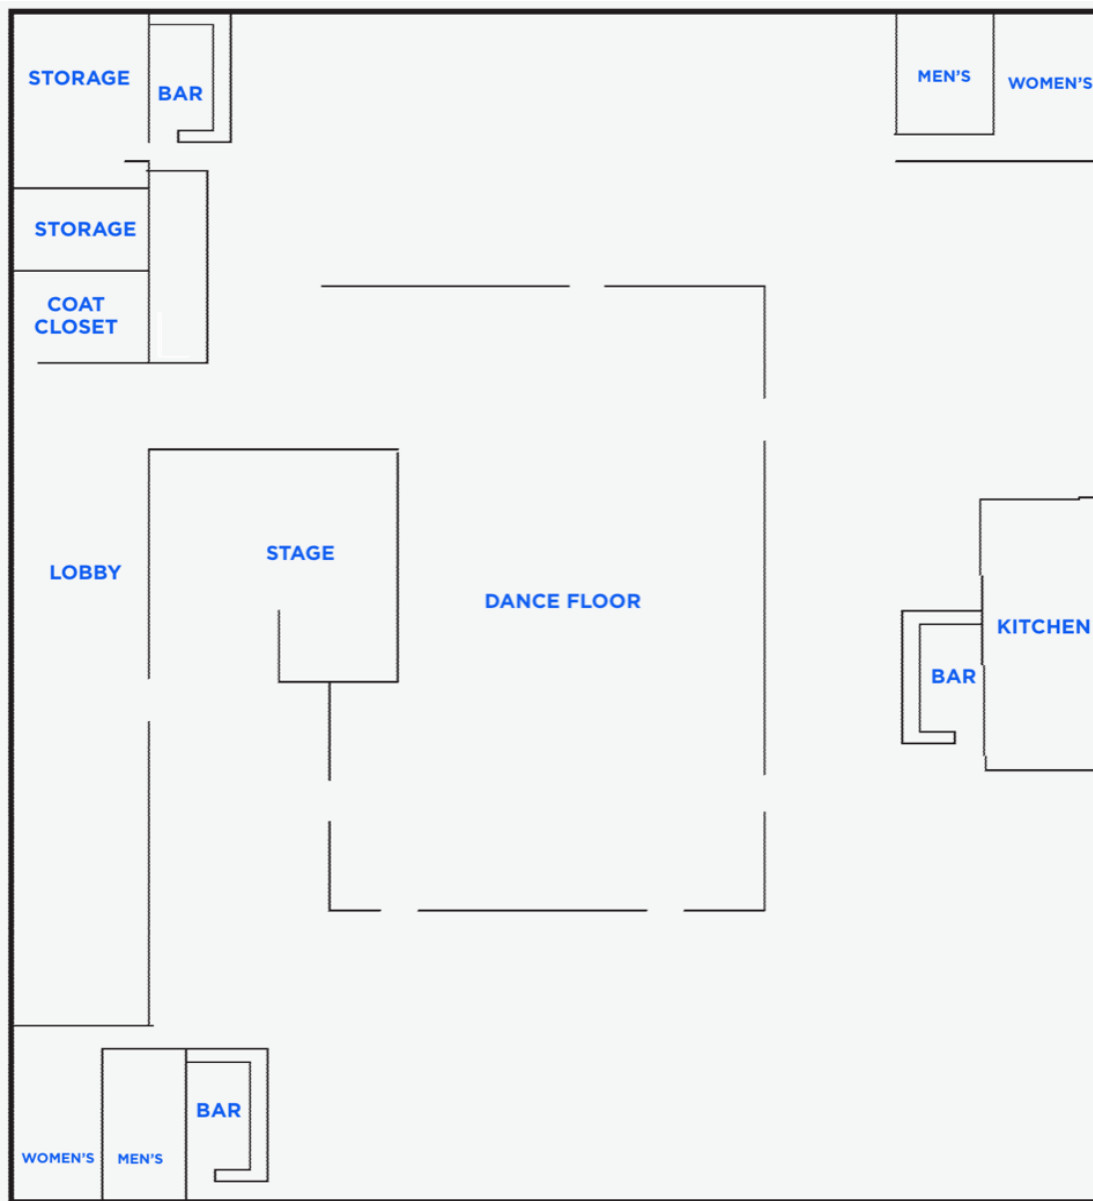 STORAGE
BAR
MEN'S
WOMEN'S
STORAGE
COAT
CLOSET
STAGE
LOBBY
DANCE FLOOR
KITCHEN
BAR
BAR
WOMEN'S
MEN'S